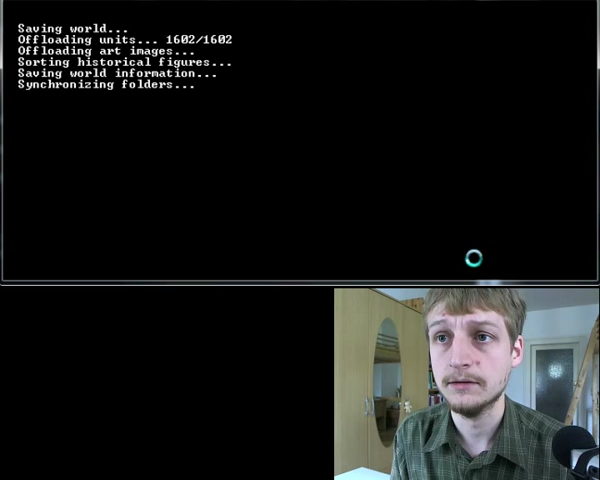 Saving world...
Offloading units... 1602/1602
Offloading art images...
Sorting historical figures...
Saving world information...
Synchronizing folders...